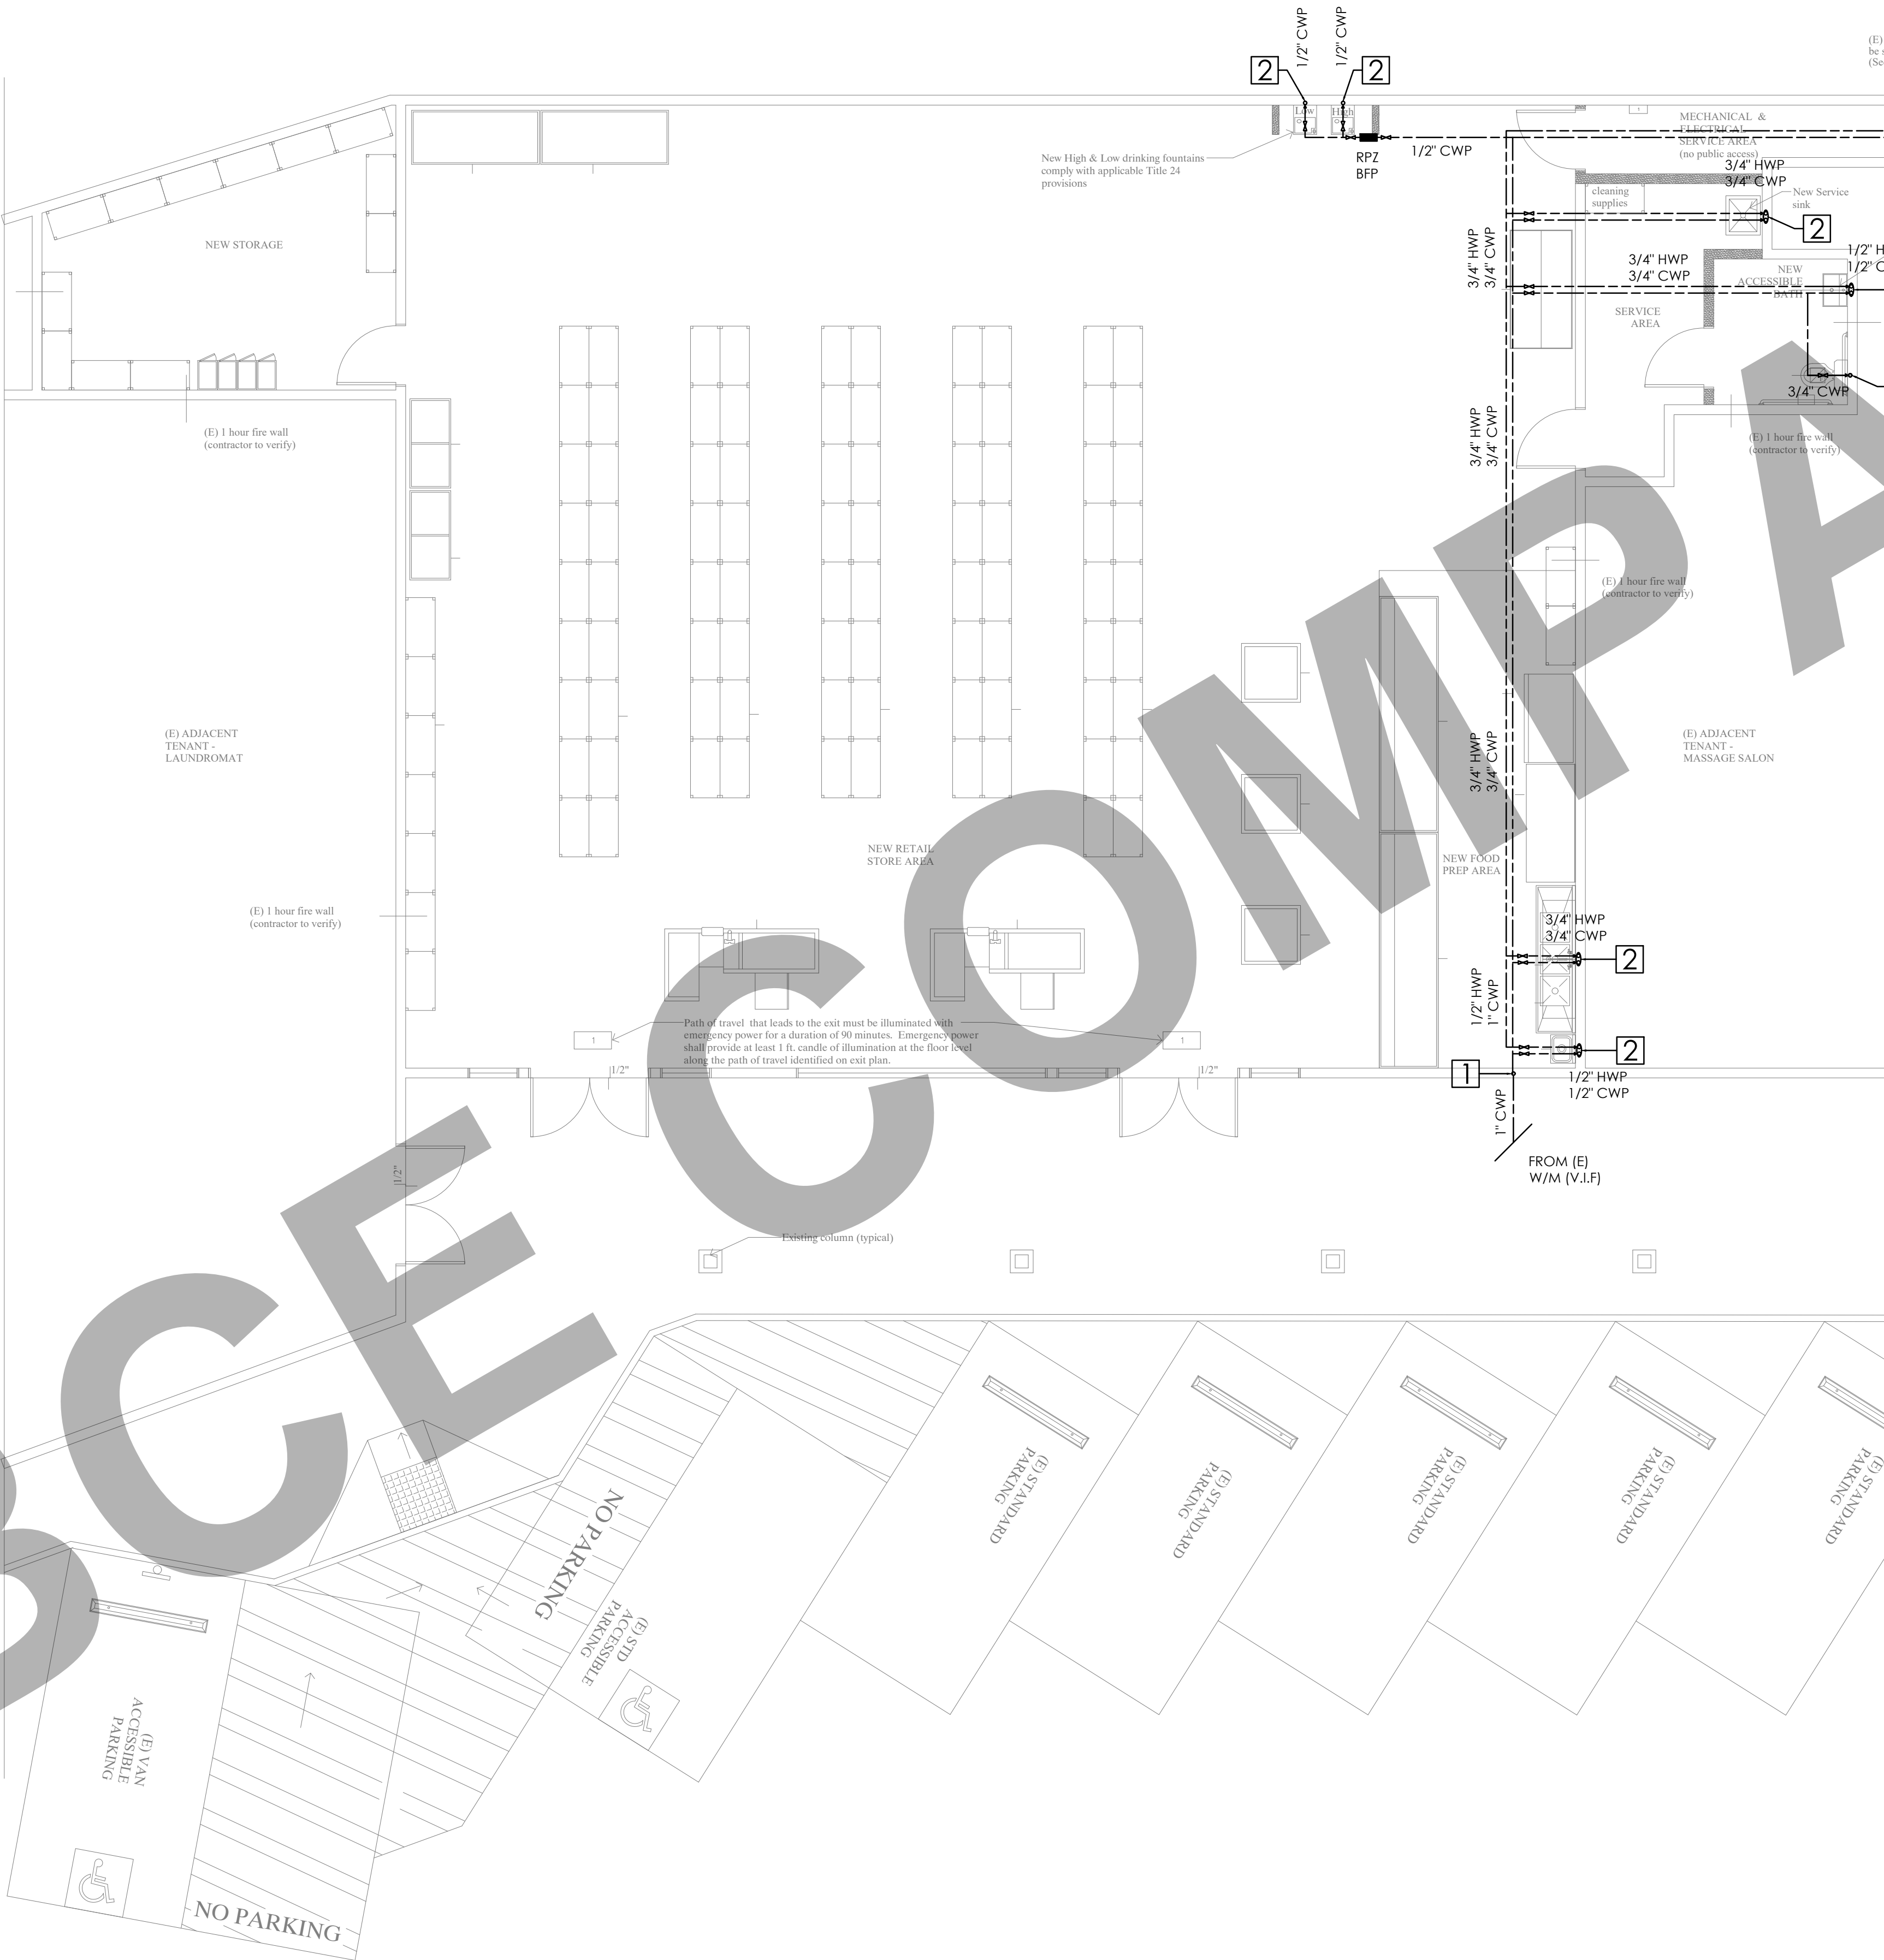 1/2" CWP
1/2" CWP
2
2
(E)
be s
(Se
Low
High
New High & Low drinking fountains
comply with applicable Title 24
provisions
RPZ
BFP
1/2" CWP
MECHANICAL &
ELECTRICAL
SERVICE AREA
(no public access)
3/4" HWP
3/4" CWP
cleaning
supplies
New Service
sink
2
NEW STORAGE
3/4" HWP
3/4" CWP
3/4" HWP
3/4" CWP
1/2" H
1/2" C
NEW
ACCESSIBLE
BATH
SERVICE
AREA
3/4" CWP
(E) 1 hour fire wall
(contractor to verify)
3/4" HWP
3/4" CWP
(E) 1 hour fire wall
(contractor to verify)
(E) 1 hour fire wall
(contractor to verify)
(E) ADJACENT
TENANT -
LAUNDROMAT
3/4" HWP
3/4" CWP
(E) ADJACENT
TENANT -
MASSAGE SALON
NEW RETAIL
STORE AREA
NEW FOOD
PREP AREA
(E) 1 hour fire wall
(contractor to verify)
3/4" HWP
3/4" CWP
2
1/2" HWP
1" CWP
Path of travel that leads to the exit must be illuminated with
emergency power for a duration of 90 minutes. Emergency power
shall provide at least 1 ft. candle of illumination at the floor level
along the path of travel identified on exit plan.
1
1
2
1/2"
1/2"
1
1/2" HWP
1/2" CWP
1" CWP
FROM (E)
W/M (V.I.F)
1/2"
Existing column (typical)
CE COMPA
(E) STANDARD
PARKING
(E) STANDARD
PARKING
(E) STANDARD
PARKING
(E) STANDARD
PARKING
(E) STANDARD
PARKING
NO PARKING
(E) STD
ACCESSIBLE
PARKING
(E) VAN
ACCESSIBLE
PARKING
NO PARKING